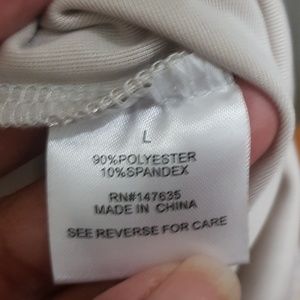 L
90%POLYESTER
10%SPANDEX
RN#147635
MADE IN CHINA
SEE REVERSE FOR CARE